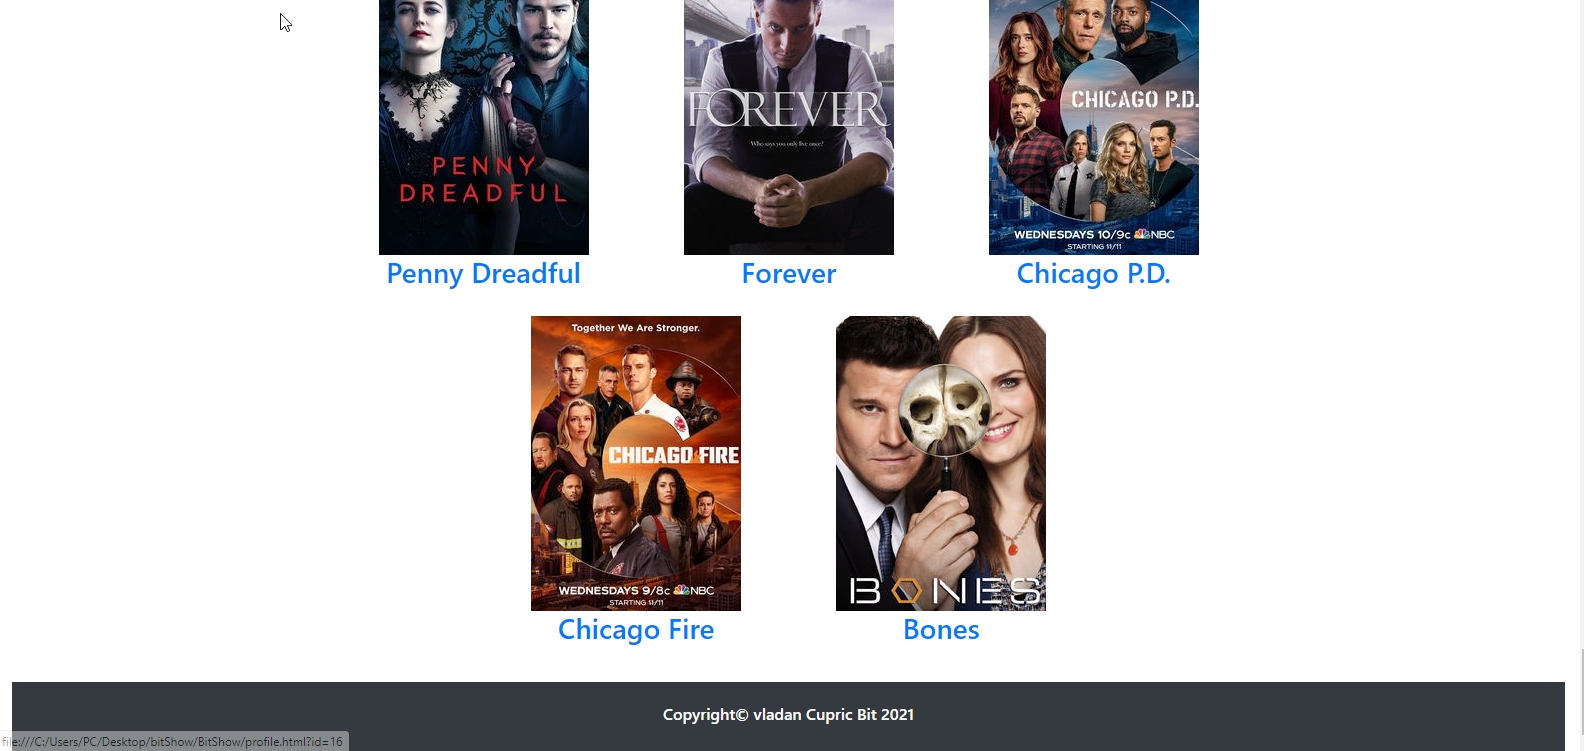 PENNY
DREADFUL
FOREVER
Who says you only live once?
CHICAGO P.D.
WEDNESDAYS 10/9c NBC
STARTING 11/11
Penny Dreadful
Forever
Chicago P.D.
Together We Are Stronger.
CHICAGO FIRE
WEDNESDAYS 9/8c NBC
STARTING 11/11
BONES
Chicago Fire
Bones
Copyright© vladan Cupric Bit 2021
file:///C:/Users/PC/Desktop/bitShow/BitShow/profile.html?id=16